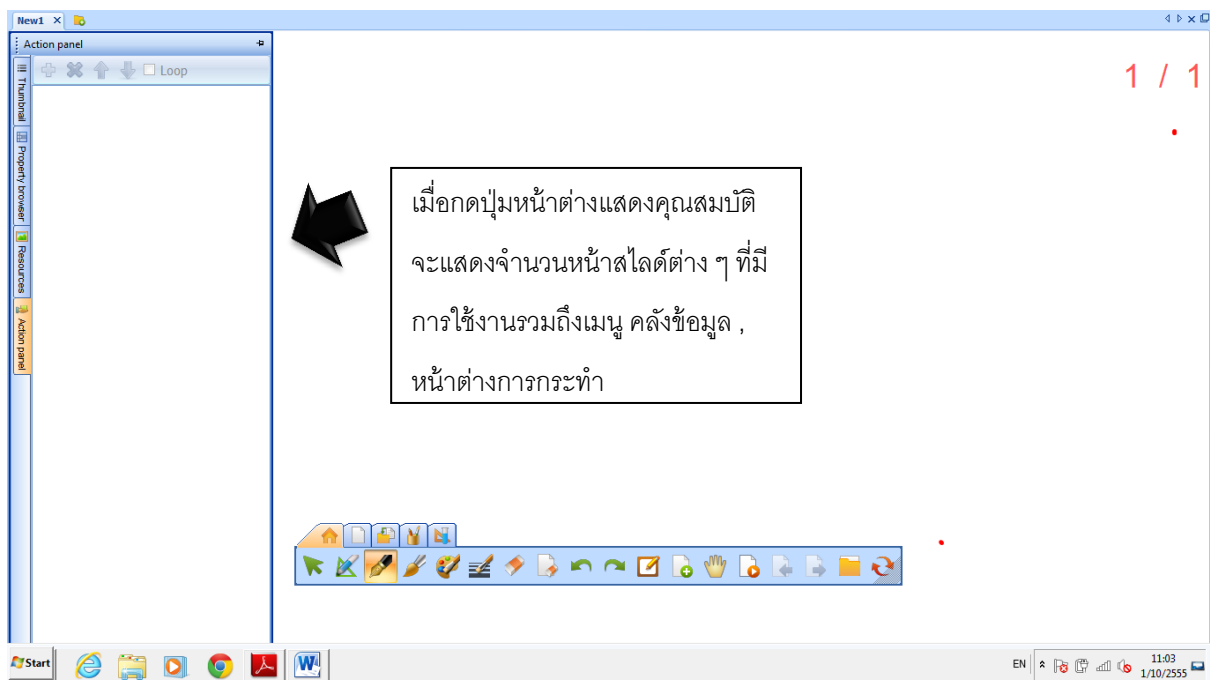 New1
Action panel
Loop
Thumbnail
Property browser
Resources
Action panel
1 / 1
เมื่อกดปุ่มหน้าต่างแสดงคุณสมบัติ
จะแสดงจำนวนหน้าสไลด์ต่าง ๆ ที่มี
การใช้งานรวมถึงเมนู คลังข้อมูล ,
หน้าต่างการกระทำ
Start
EN
11:03
1/10/2555